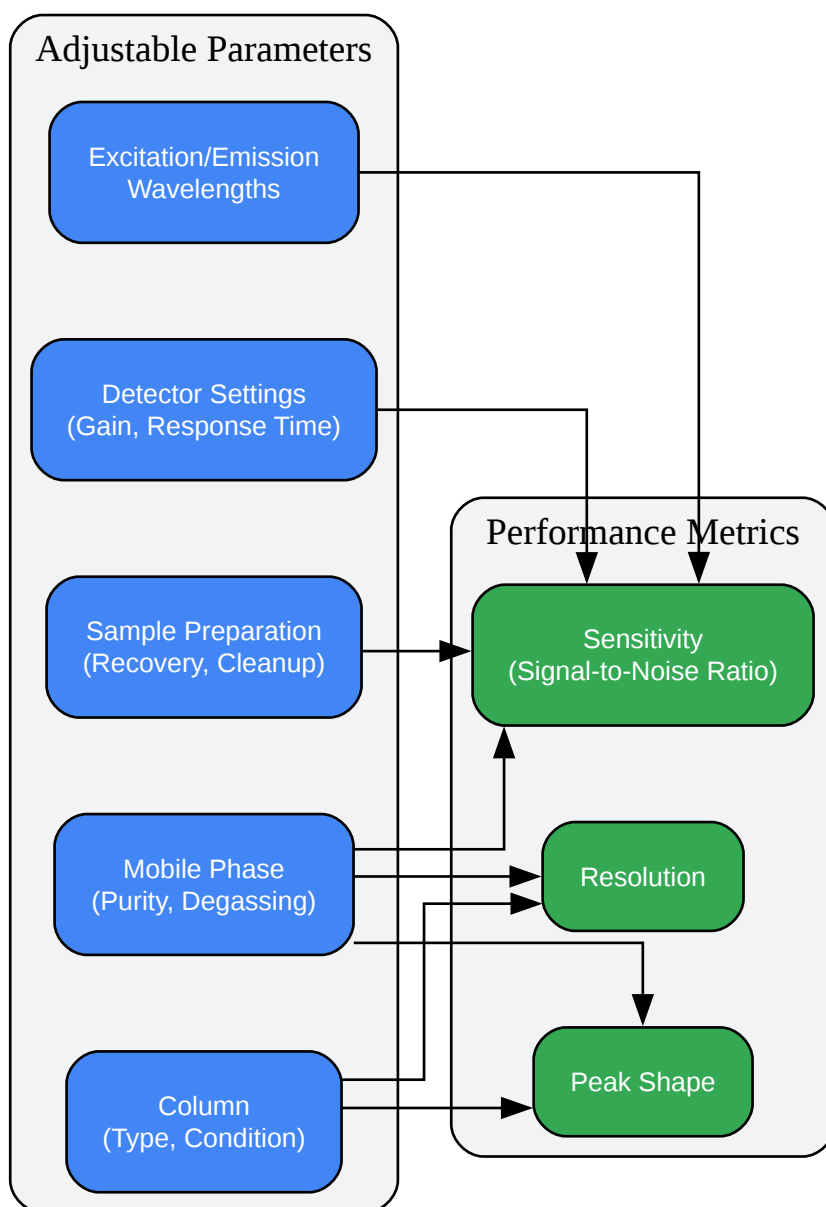 Adjustable Parameters
Excitation/Emission
Wavelengths
Detector Settings
(Gain, Response Time)
Sample Preparation
(Recovery, Cleanup)
Mobile Phase
(Purity, Degassing)
Column
(Type, Condition)
Performance Metrics
Sensitivity
(Signal-to-Noise Ratio)
Resolution
Peak Shape